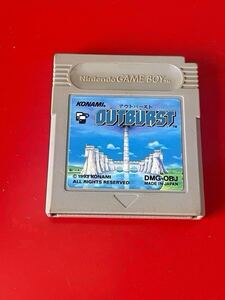 Nintendo GAME BOY™
KONAMI®
アウトバースト
OUTBURST™
© 1993 KONAMI
ALL RIGHTS RESERVED.
DMG-OBJ
MADE IN JAPAN